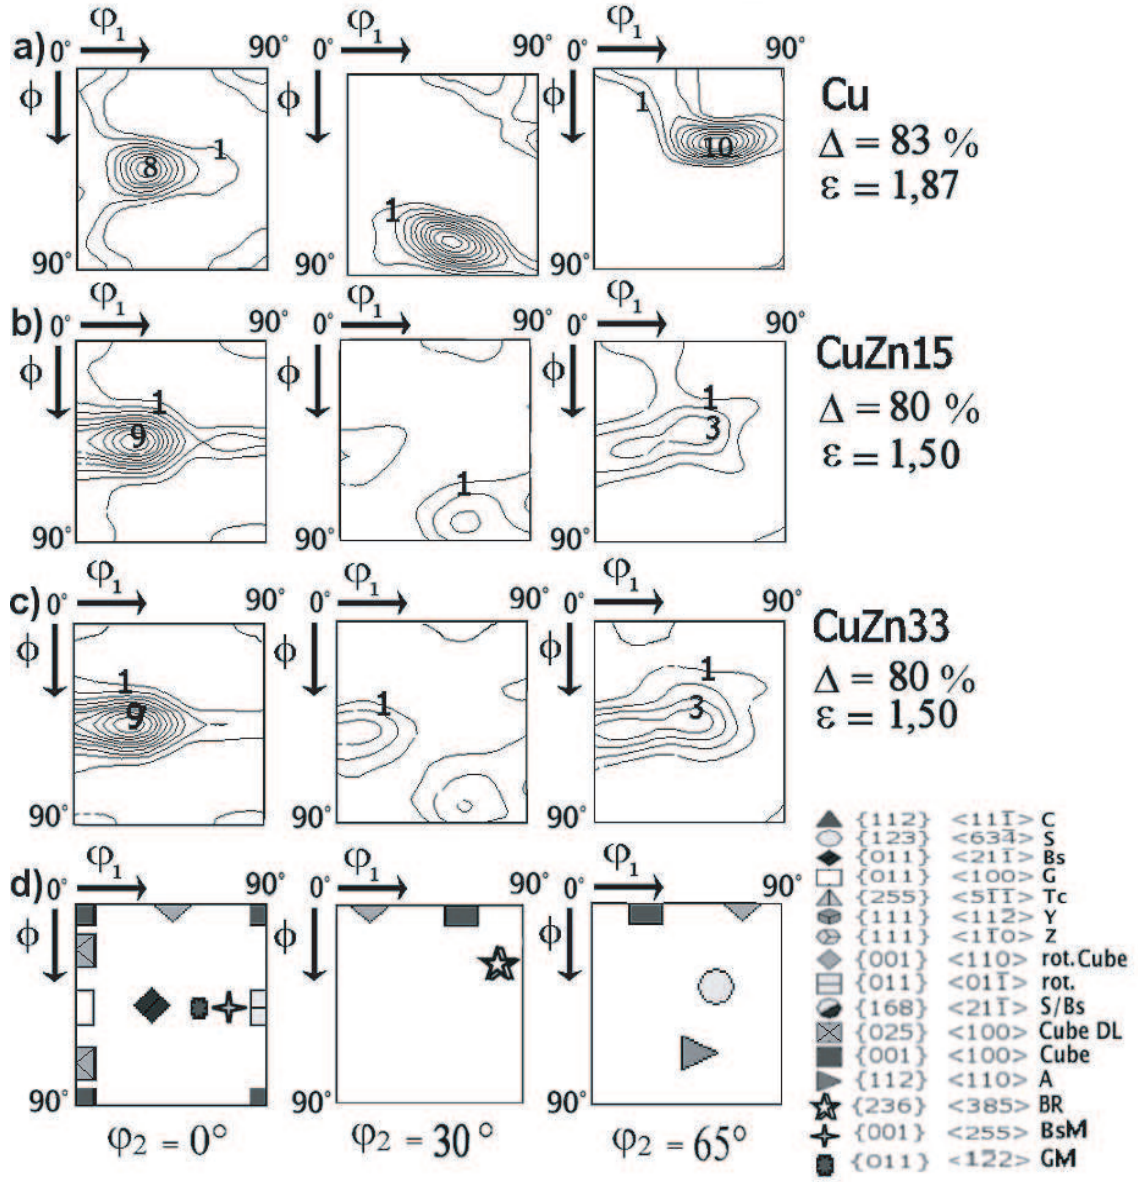 a) 0° φ1 90° 0° φ1 0° φ1 90°
ϕ ϕ ϕ
8 1 1 1 10
90° 90° 90°
Cu
Δ = 83 %
ε = 1,87
b) 0° φ1 90° 0° φ1 90° 0° φ1 90°
ϕ ϕ ϕ
1 9 1 1 3
90° 90° 90°
CuZn15
Δ = 80 %
ε = 1,50
c) 0° φ1 90° 0° φ1 90° 0° φ1 90°
ϕ ϕ ϕ
1 9 1 1 3
90° 90° 90°
CuZn33
Δ = 80 %
ε = 1,50
d) 0° φ1 90° 0° φ1 90° 0° φ1 90°
ϕ ϕ ϕ
90° 90° 90°
φ2 = 0° φ2 = 30° φ2 = 65°
{112} <111̅> C
{123} <634̅> S
{011} <211̅> Bs
{011} <100> G
{255} <51̅1̅> Tc
{111} <112̅> Y
{111} <11̅0> Z
{001} <110> rot.Cube
{011} <011̅> rot.
{168} <211̅> S/Bs
{025} <100> Cube DL
{001} <100> Cube
{112} <110> A
{236} <385> BR
{001} <255> BsM
{011} <12̅2> GM